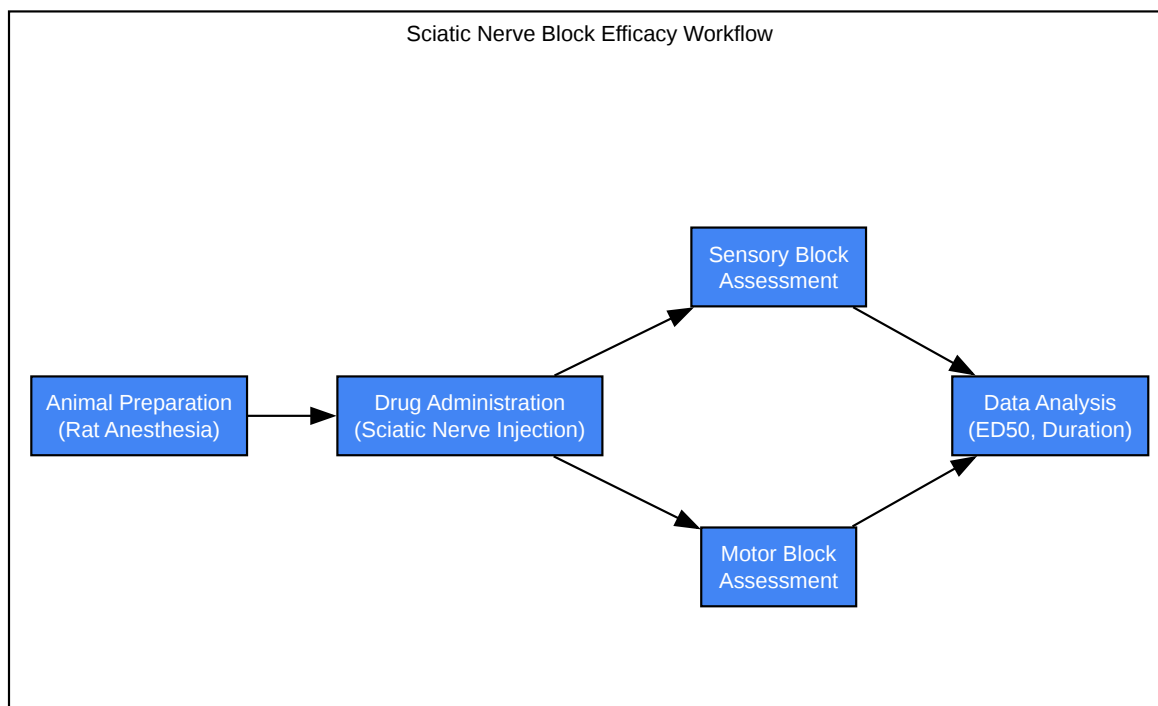 Sciatic Nerve Block Efficacy Workflow
Sensory Block
Assessment
Animal Preparation
(Rat Anesthesia)
Drug Administration
(Sciatic Nerve Injection)
Data Analysis
(ED50, Duration)
Motor Block
Assessment